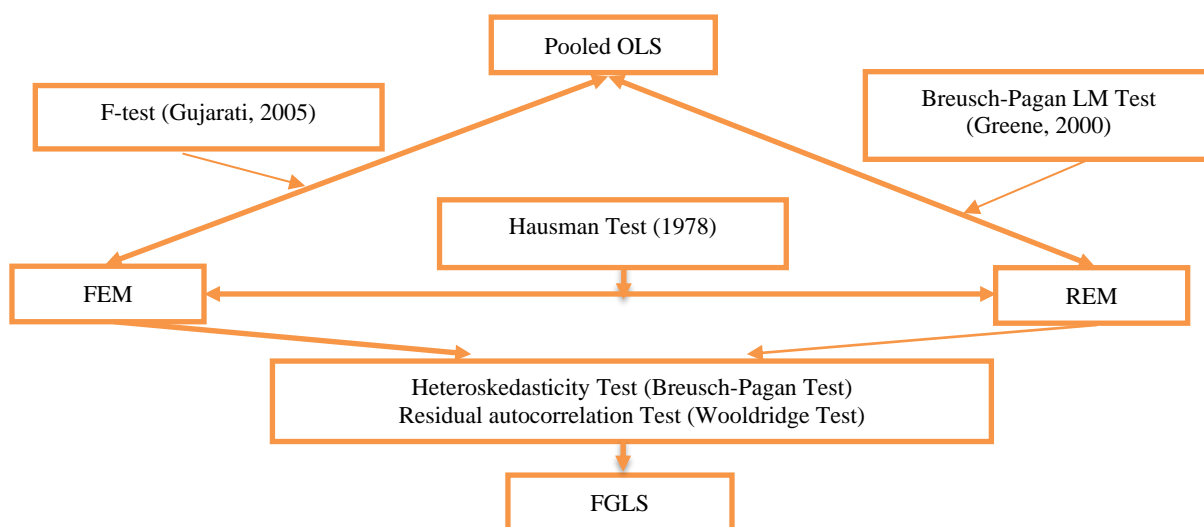 Pooled OLS
F-test (Gujarati, 2005)
Breusch-Pagan LM Test
(Greene, 2000)
Hausman Test (1978)
FEM
REM
Heteroskedasticity Test (Breusch-Pagan Test)
Residual autocorrelation Test (Wooldridge Test)
FGLS